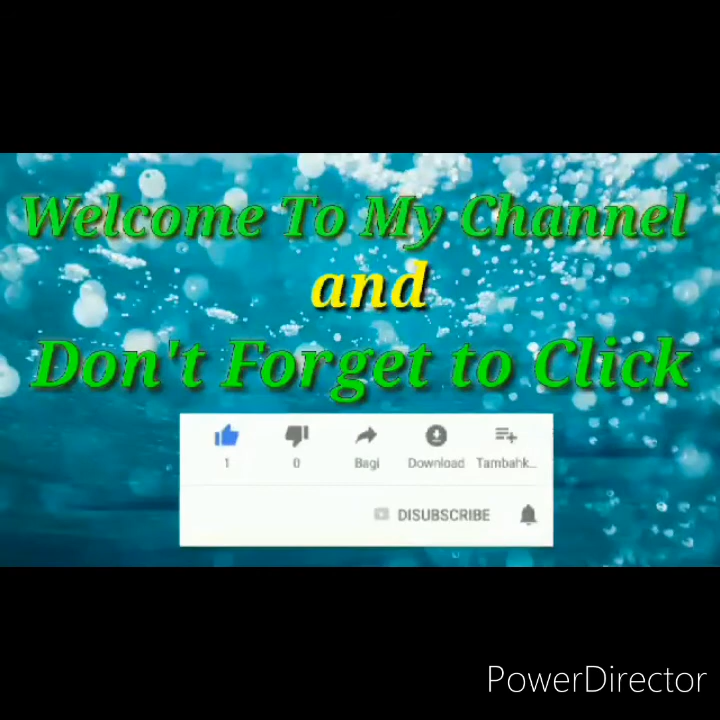 Welcome To My Channel
and
Don't Forget to Click
1 0 Bagi Download Tambahk...
DISUBSCRIBE
PowerDirector